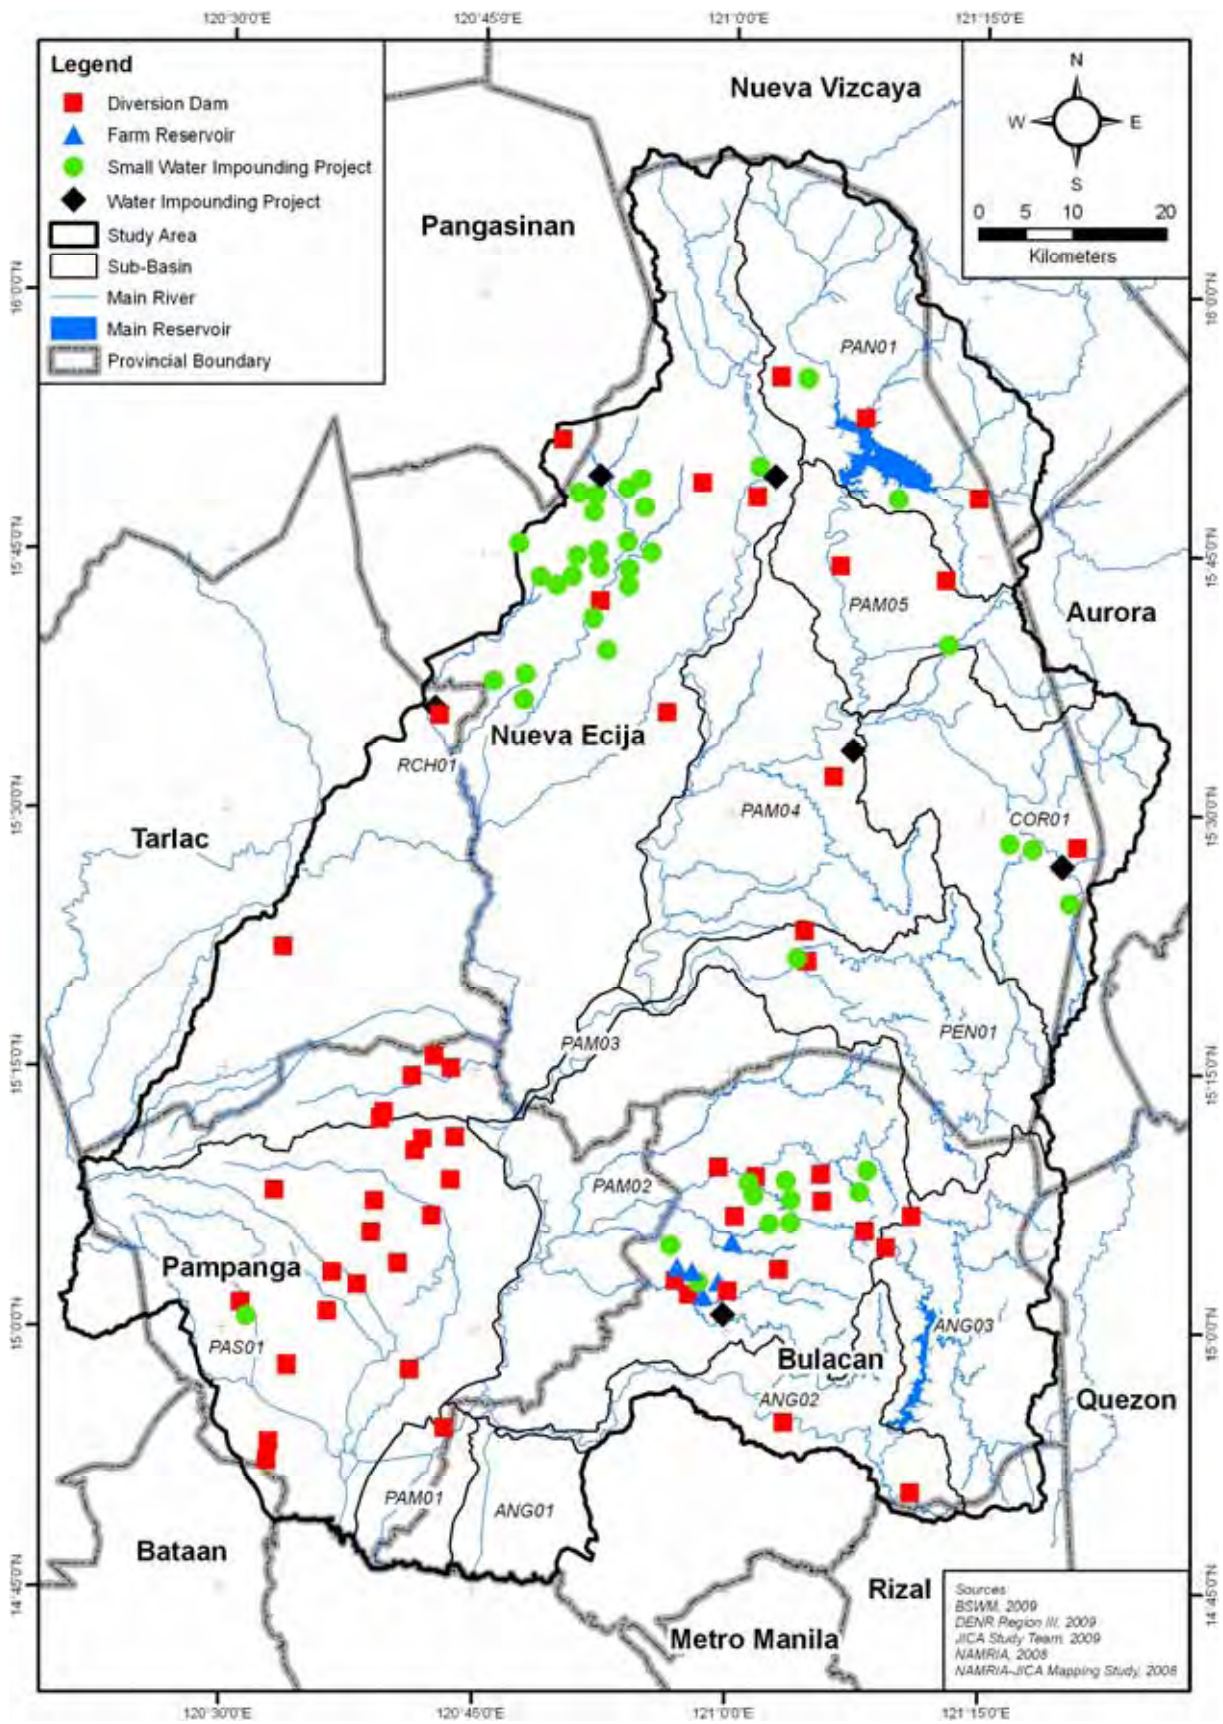 120°30'0"E 120°45'0"E 121°0'0"E 121°15'0"E
Legend
Diversion Dam
Farm Reservoir
Small Water Impounding Project
Water Impounding Project
Study Area
Sub-Basin
Main River
Main Reservoir
Provincial Boundary
N
W E
S
0 5 10 20
Kilometers
Nueva Vizcaya
Pangasinan
16°0'0"N 16°0'0"N
PAN01
15°45'0"N 15°45'0"N
PAM05
Aurora
Nueva Ecija
RCH01
15°30'0"N 15°30'0"N
Tarlac
PAM04
COR01
PEN01
PAM03
15°15'0"N 15°15'0"N
PAM02
Pampanga
15°0'0"N 15°0'0"N
PAS01
ANG03
Bulacan
ANG02
Quezon
PAM01
ANG01
Bataan
14°45'0"N 14°45'0"N
Rizal
Metro Manila
Sources:
BSWM, 2009
DENR Region III, 2009
JICA Study Team, 2009
NAMRIA, 2008
NAMRIA-JICA Mapping Study, 2008
120°30'0"E 120°45'0"E 121°0'0"E 121°15'0"E